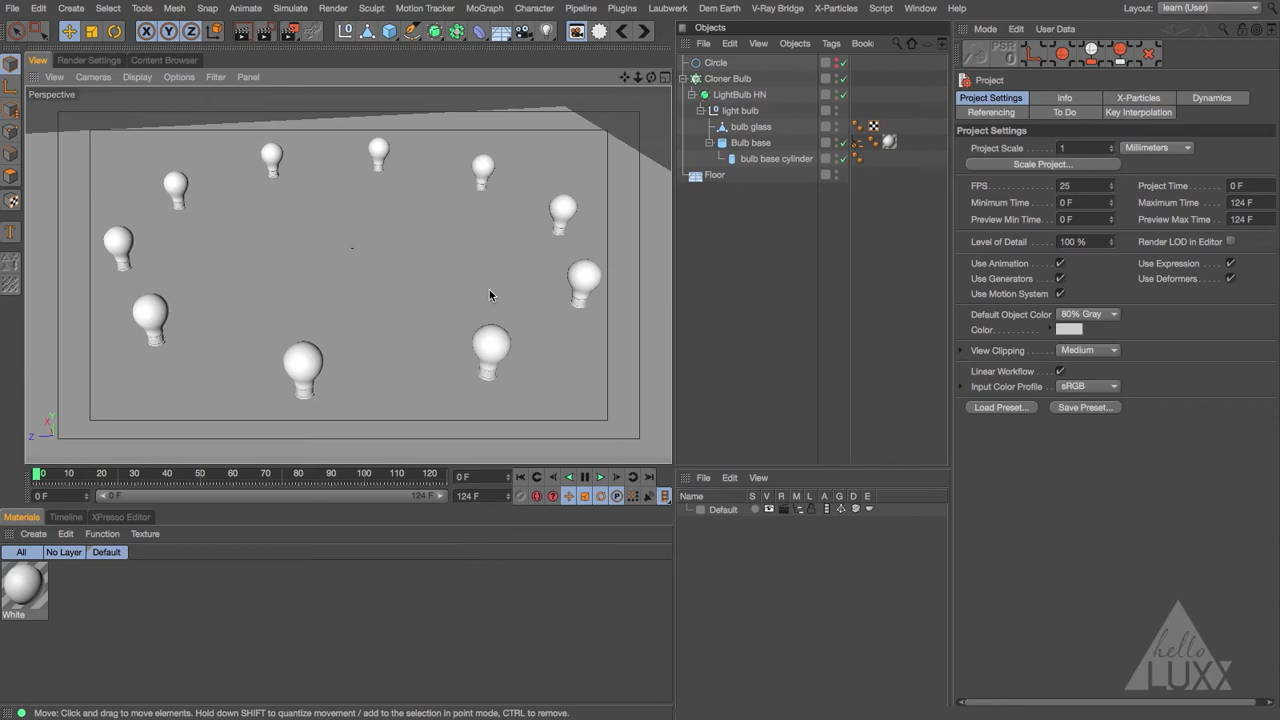 File Edit Create Select Tools Mesh Snap Animate Simulate Render Sculpt Motion Tracker MoGraph Character Pipeline Plugins Laubwerk Dem Earth V-Ray Bridge X-Particles Script Window Help Layout: learn (User)
View Render Settings Content Browser
View Cameras Display Options Filter Panel
Perspective
X Y Z
Y
X
Z
0 10 20 30 40 50 60 70 80 90 100 110 120 0 F
0 F 0 F 124 F 124 F
Materials Timeline XPresso Editor
Create Edit Function Texture
All No Layer Default
White
Move: Click and drag to move elements. Hold down SHIFT to quantize movement / add to the selection in point mode, CTRL to remove.
Objects
File Edit View Objects Tags Book
Circle
Cloner Bulb
LightBulb HN
light bulb
bulb glass
Bulb base
bulb base cylinder
Floor
File Edit View
Name S V R M L A G D E
Default
Mode Edit User Data
PSR
0
Project
Project Settings Info X-Particles Dynamics
Referencing To Do Key Interpolation
Project Settings
Project Scale 1 Millimeters
Scale Project...
FPS 25 Project Time 0 F
Minimum Time 0 F Maximum Time 124 F
Preview Min Time 0 F Preview Max Time 124 F
Level of Detail 100 % Render LOD in Editor
Use Animation Use Expression
Use Generators Use Deformers
Use Motion System
Default Object Color 80% Gray
Color
View Clipping Medium
Linear Workflow
Input Color Profile sRGB
Load Preset... Save Preset...
hello
LUXX